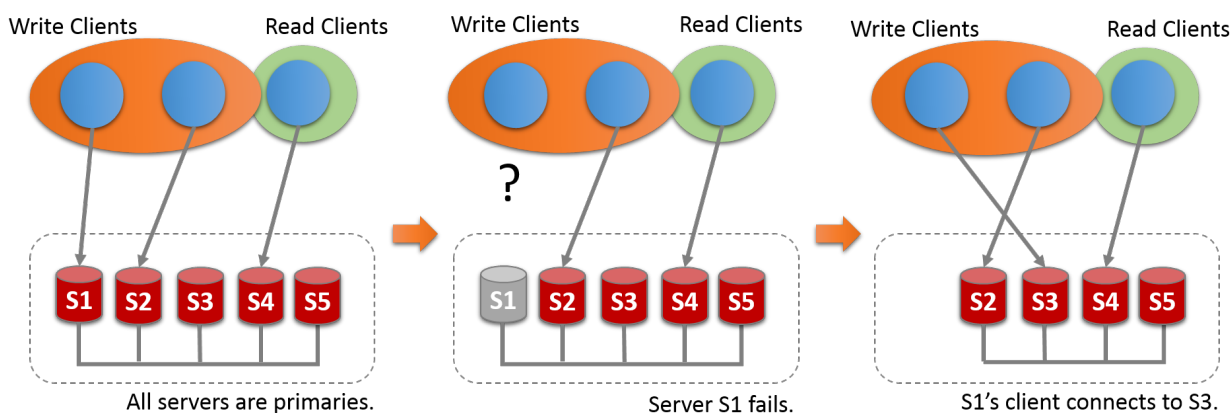 Write Clients Read Clients
S1 S2 S3 S4 S5
All servers are primaries.
Write Clients Read Clients
?
S1 S2 S3 S4 S5
Server S1 fails.
Write Clients Read Clients
S2 S3 S4 S5
S1's client connects to S3.